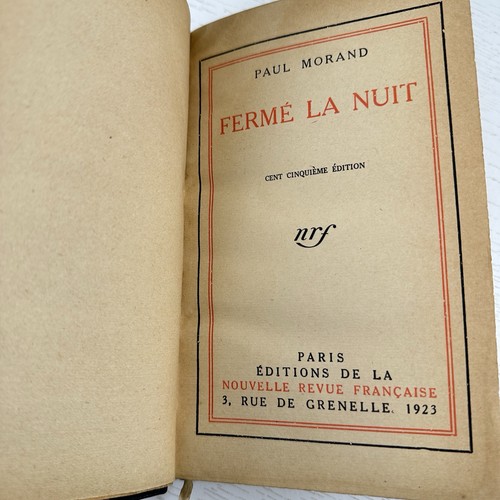 PAUL MORAND
FERMÉ LA NUIT
CENT CINQUIÈME ÉDITION
nrf
PARIS
ÉDITIONS DE LA
NOUVELLE REVUE FRANÇAISE
3, RUE DE GRENELLE. 1923